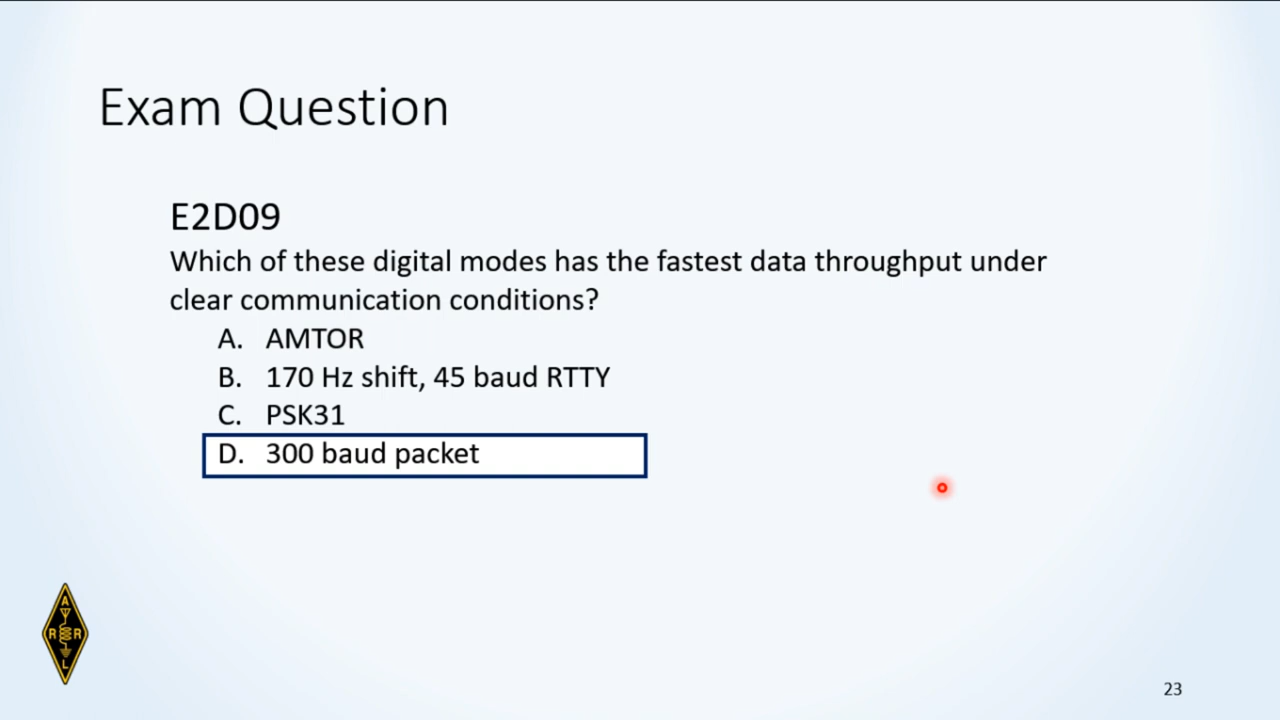 Exam Question
E2D09
Which of these digital modes has the fastest data throughput under
clear communication conditions?
A. AMTOR
B. 170 Hz shift, 45 baud RTTY
C. PSK31
D. 300 baud packet
A
R R
L
23